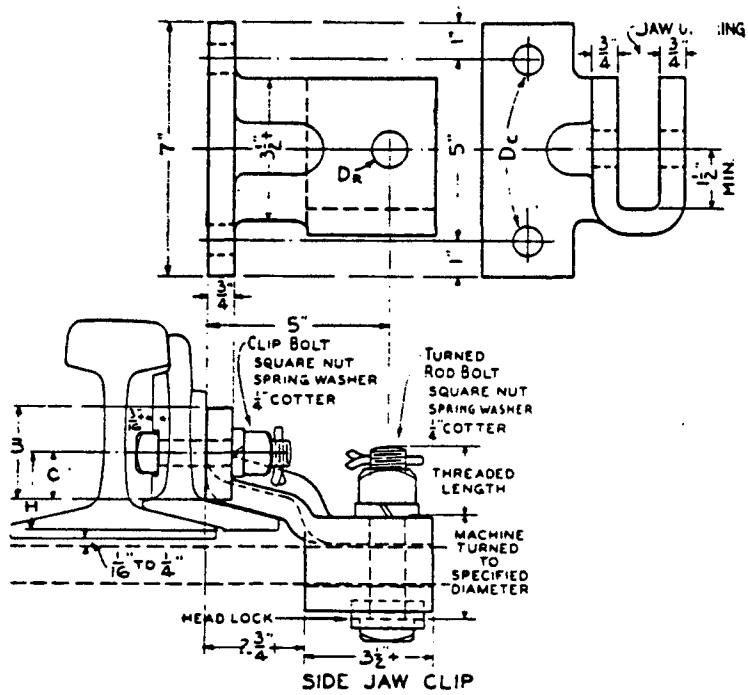 1"
JAW
ING
3/4"
3/4"
7"
3 1/2"+
DR
5"
DC
1 1/2"
MIN.
1"
3/4"
5"
CLIP BOLT
SQUARE NUT
SPRING WASHER
1/4" COTTER
TURNED
ROD BOLT
SQUARE NUT
SPRING WASHER
1/4" COTTER
THREADED
LENGTH
C
H
MACHINE
TURNED
TO
SPECIFIED
DIAMETER
1/16" TO 1/4"
HEAD LOCK
3/4"
3 1/2"+
SIDE JAW CLIP